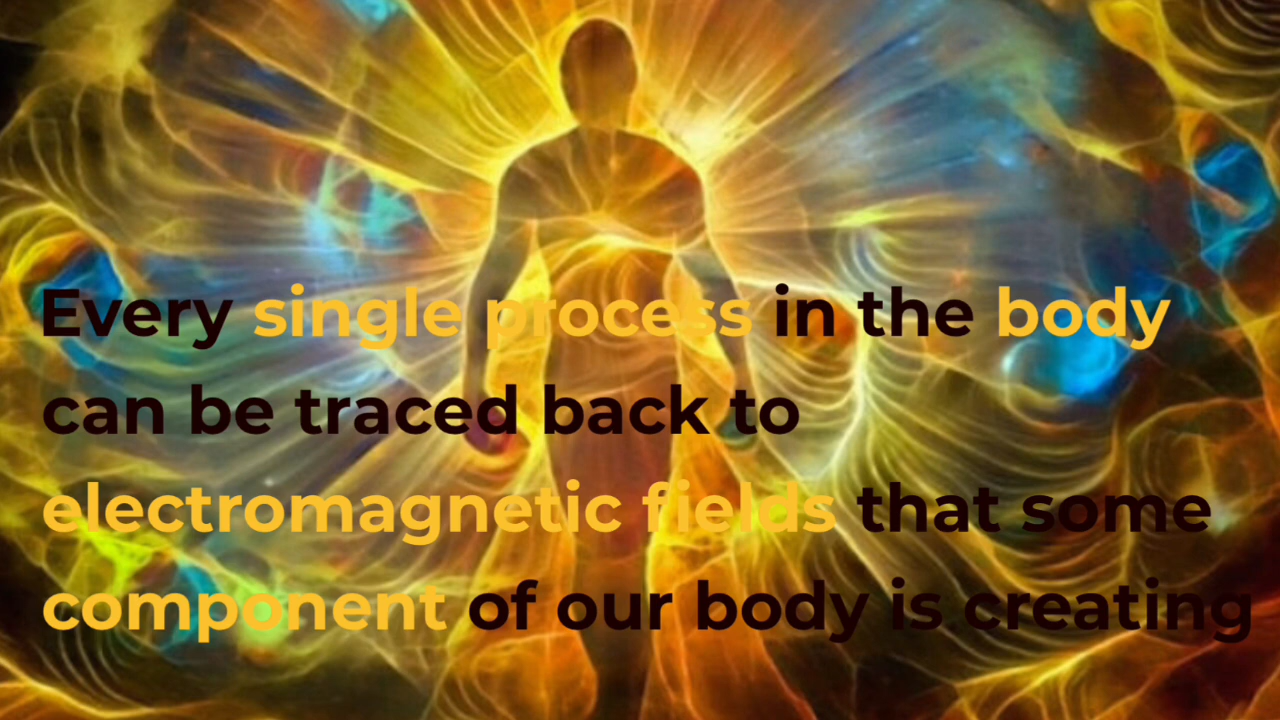 Every single process in the body
can be traced back to
electromagnetic fields that some
component of our body is creating